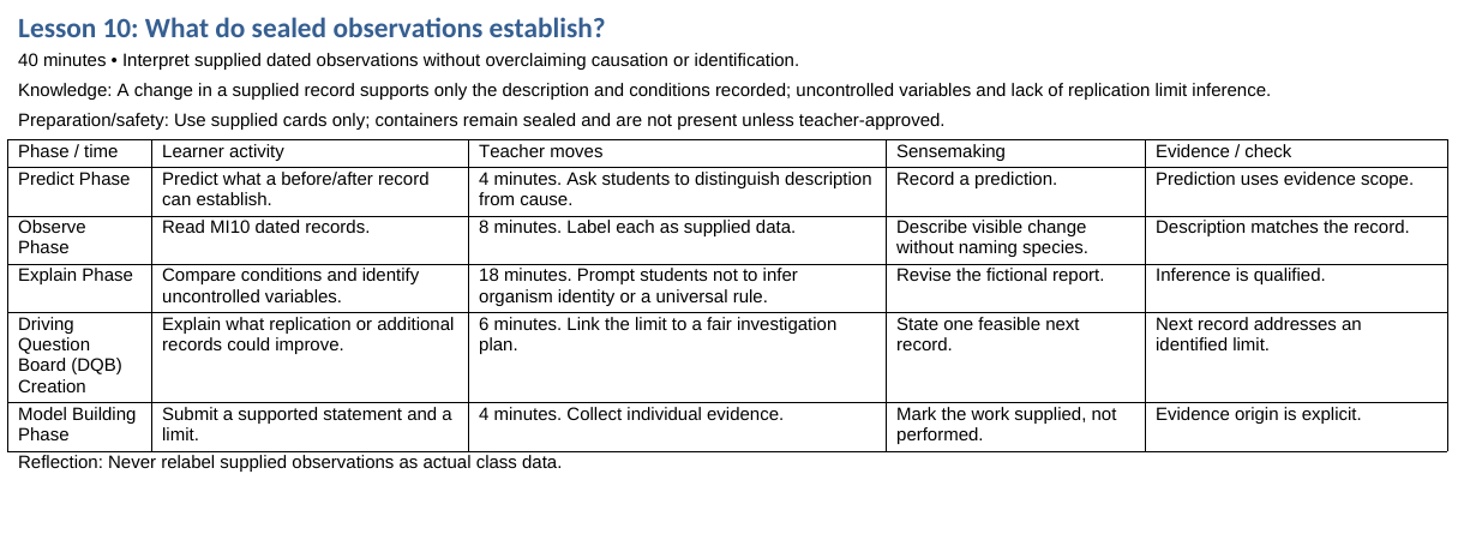 Lesson 10: What do sealed observations establish?
40 minutes • Interpret supplied dated observations without overclaiming causation or identification.
Knowledge: A change in a supplied record supports only the description and conditions recorded; uncontrolled variables and lack of replication limit inference.
Preparation/safety: Use supplied cards only; containers remain sealed and are not present unless teacher-approved.
Phase / time
Learner activity
Teacher moves
Sensemaking
Evidence / check
Predict Phase
Predict what a before/after record
can establish.
4 minutes. Ask students to distinguish description
from cause.
Record a prediction.
Prediction uses evidence scope.
Observe
Phase
Read MI10 dated records.
8 minutes. Label each as supplied data.
Describe visible change
without naming species.
Description matches the record.
Explain Phase
Compare conditions and identify
uncontrolled variables.
18 minutes. Prompt students not to infer
organism identity or a universal rule.
Revise the fictional report.
Inference is qualified.
Driving
Question
Board (DQB)
Creation
Explain what replication or additional
records could improve.
6 minutes. Link the limit to a fair investigation
plan.
State one feasible next
record.
Next record addresses an
identified limit.
Model Building
Phase
Submit a supported statement and a
limit.
4 minutes. Collect individual evidence.
Mark the work supplied, not
performed.
Evidence origin is explicit.
Reflection: Never relabel supplied observations as actual class data.